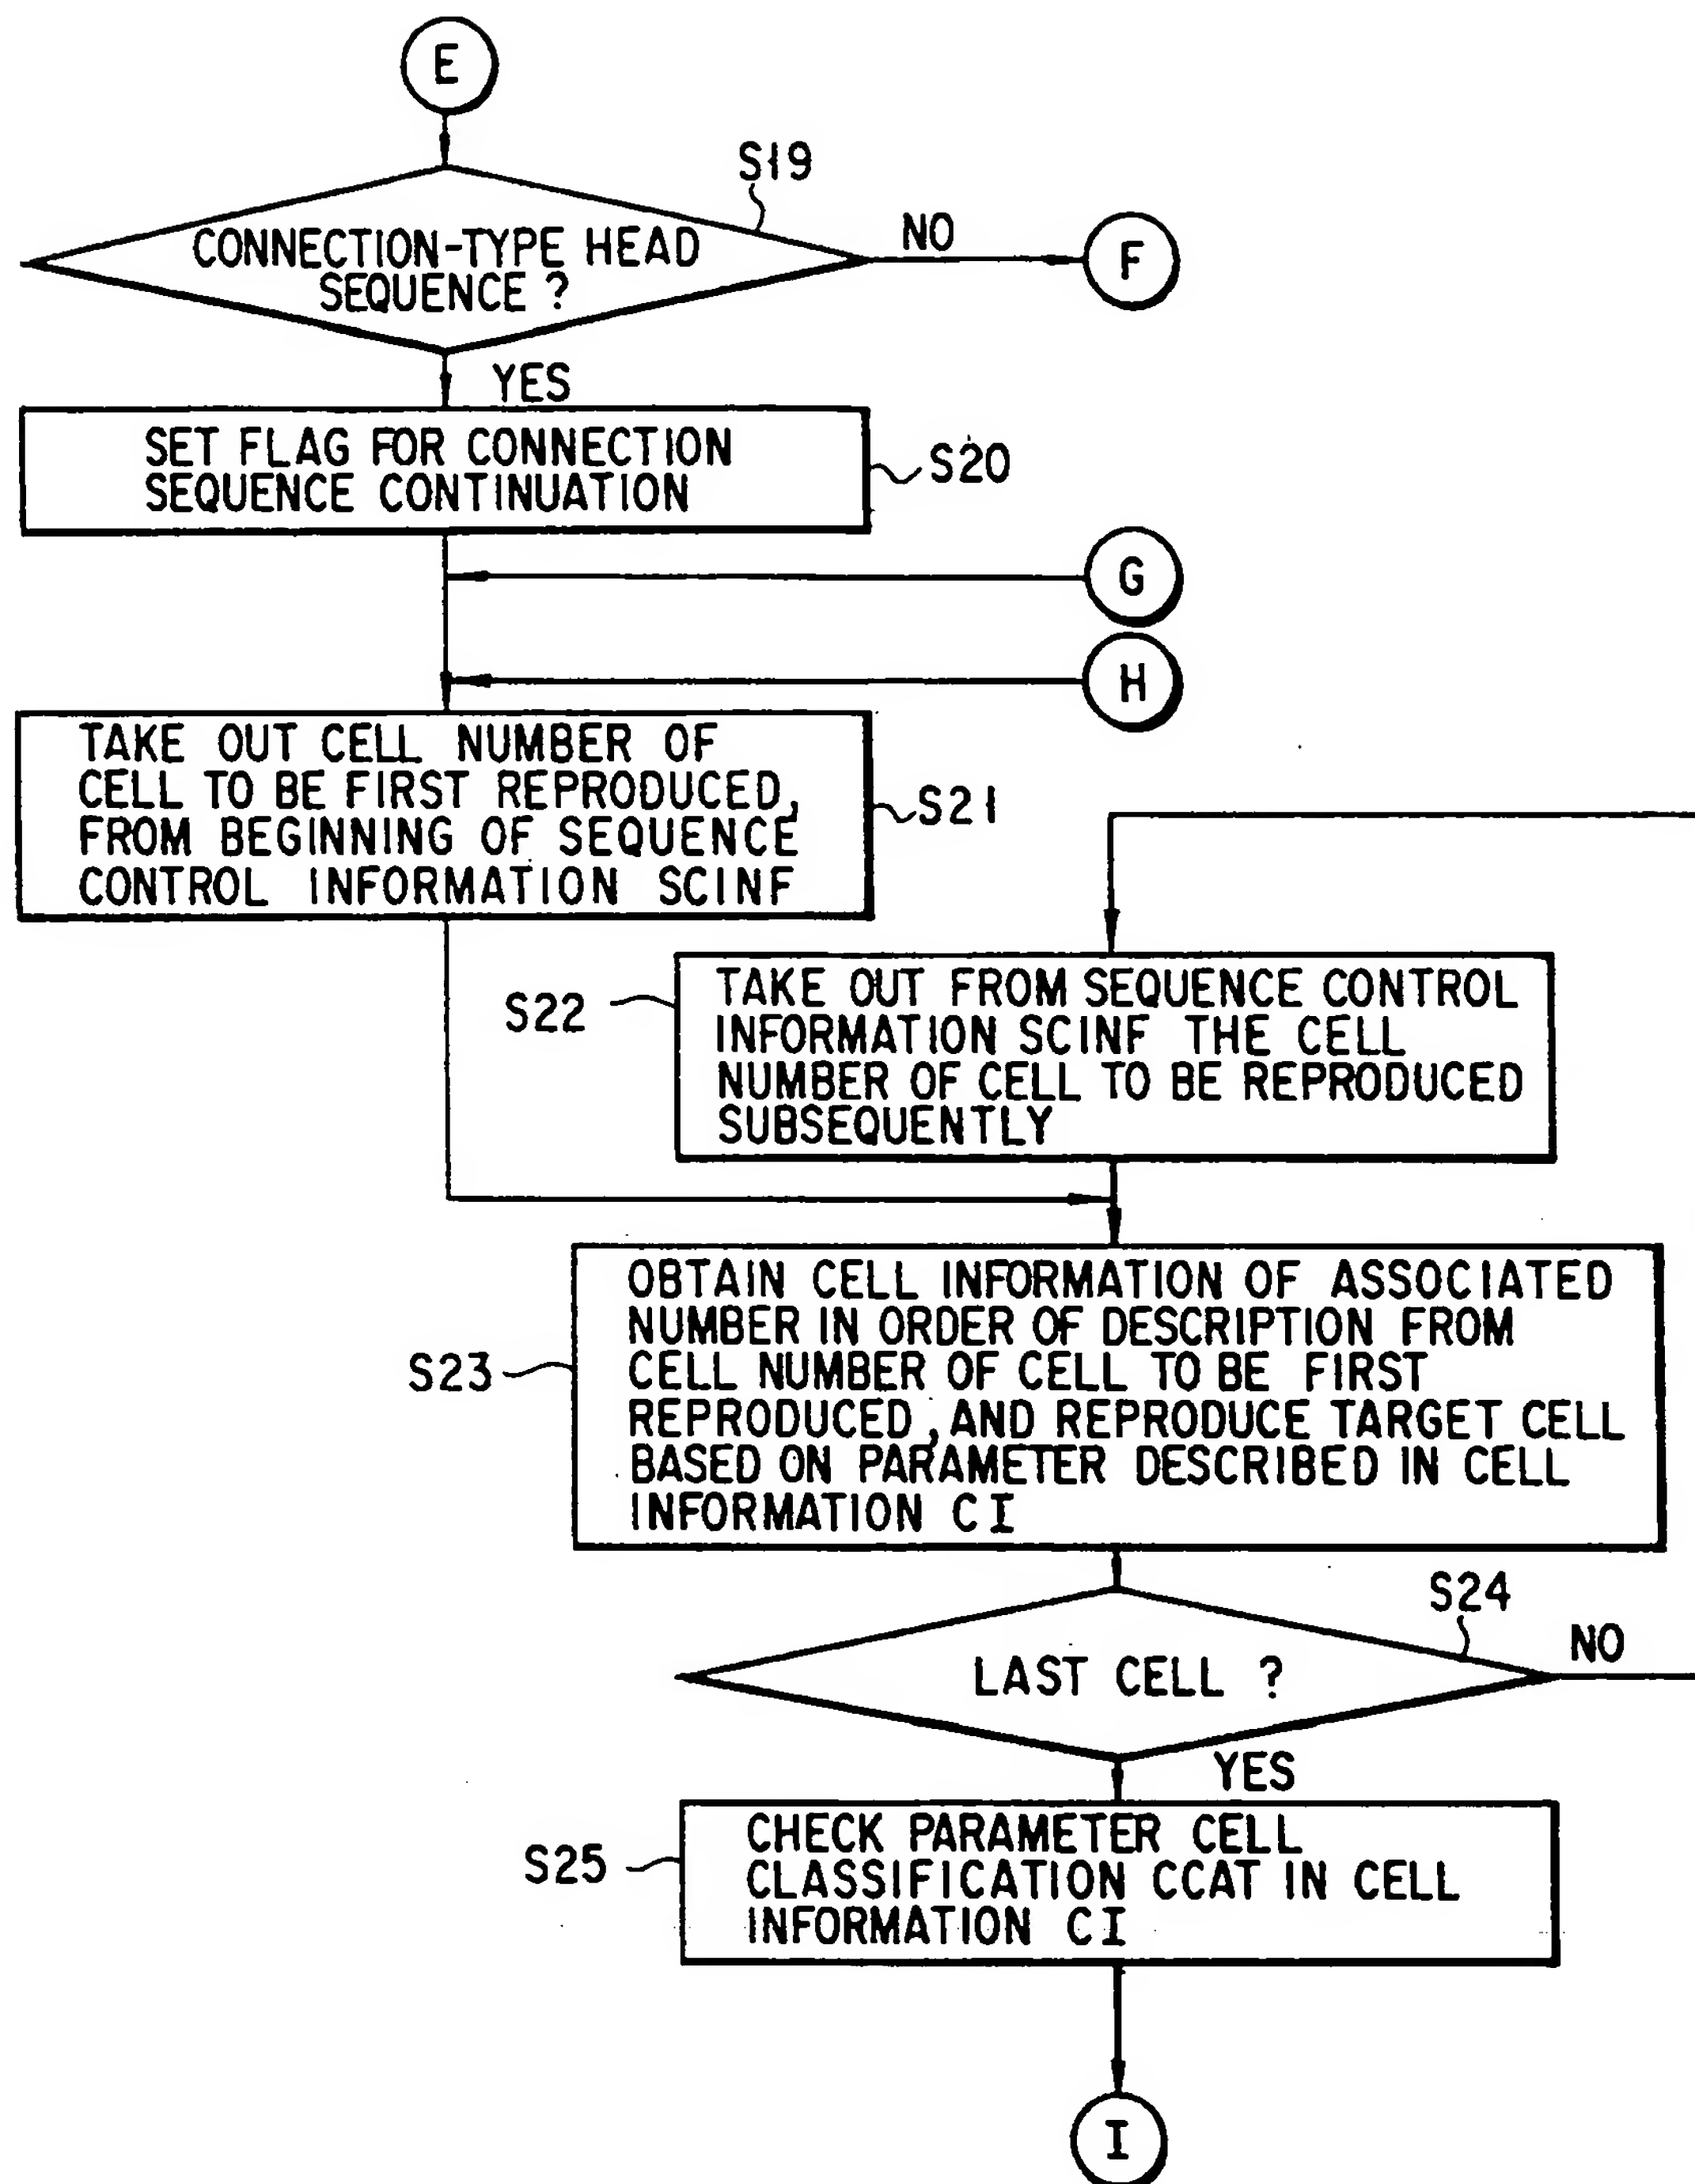 E
S19
CONNECTION-TYPE HEAD
SEQUENCE ?
NO
F
YES
SET FLAG FOR CONNECTION
SEQUENCE CONTINUATION
S20
G
H
TAKE OUT CELL NUMBER OF
CELL TO BE FIRST REPRODUCED,
FROM BEGINNING OF SEQUENCE
CONTROL INFORMATION SCINF
S21
S22
TAKE OUT FROM SEQUENCE CONTROL
INFORMATION SCINF THE CELL
NUMBER OF CELL TO BE REPRODUCED
SUBSEQUENTLY
S23
OBTAIN CELL INFORMATION OF ASSOCIATED
NUMBER IN ORDER OF DESCRIPTION FROM
CELL NUMBER OF CELL TO BE FIRST
REPRODUCED, AND REPRODUCE TARGET CELL
BASED ON PARAMETER DESCRIBED IN CELL
INFORMATION CI
S24
LAST CELL ?
NO
YES
S25
CHECK PARAMETER CELL
CLASSIFICATION CCAT IN CELL
INFORMATION CI
I